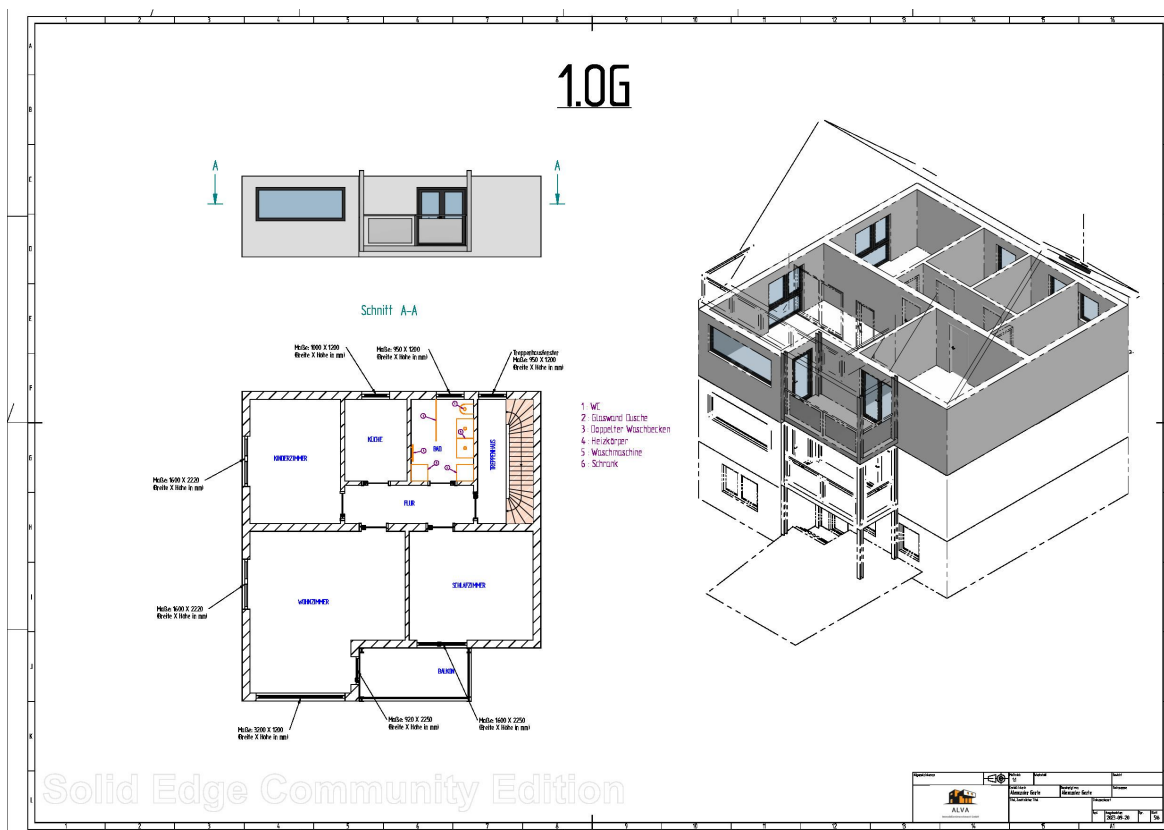 1.OG
A
A
Schnitt A-A
Maße: 1000 X 1200
(Breite X Höhe in mm)
Maße: 950 X 1200
(Breite X Höhe in mm)
Treppenhausfenster
Maße: 950 X 1200
(Breite X Höhe in mm)
1 : WC
2 : Glaswand Dusche
3 : Doppelter Waschbecken
4 : Heizkörper
5 : Waschmaschine
6 : Schrank
KINDERZIMMER
KÜCHE
BAD
TREPPENHAUS
FLUR
Maße: 1600 X 2220
(Breite X Höhe in mm)
WOHNZIMMER
SCHLAFZIMMER
Maße: 1600 X 2220
(Breite X Höhe in mm)
BALKON
Maße: 3200 X 1200
(Breite X Höhe in mm)
Maße: 920 X 2250
(Breite X Höhe in mm)
Maße: 1600 X 2250
(Breite X Höhe in mm)
Solid Edge Community Edition
ALVA
2023-09-20
A1